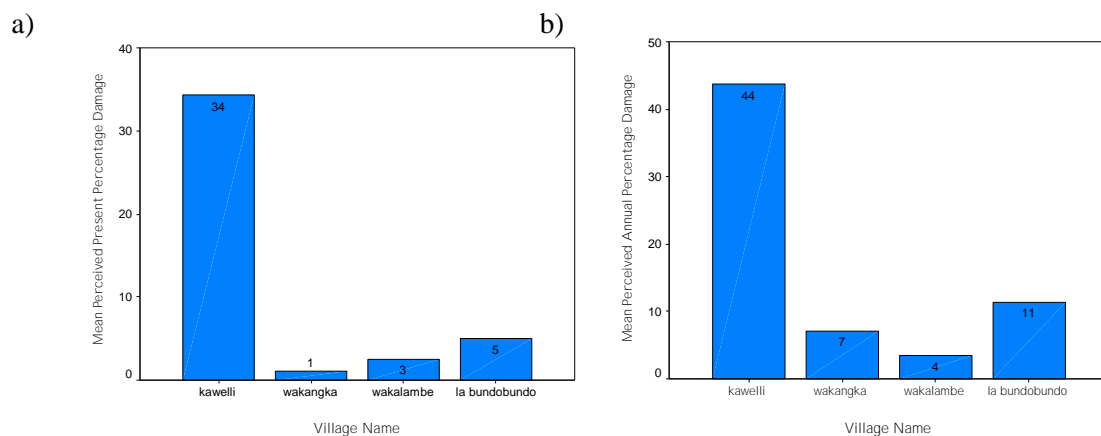 a)
Mean Perceived Present Percentage Damage
40
30
20
10
0
34
1
3
5
kawelli wakangka wakalambe la bundobundo
Village Name
b)
Mean Perceived Annual Percentage Damage
50
40
30
20
10
0
44
7
4
11
kawelli wakangka wakalambe la bundobundo
Village Name